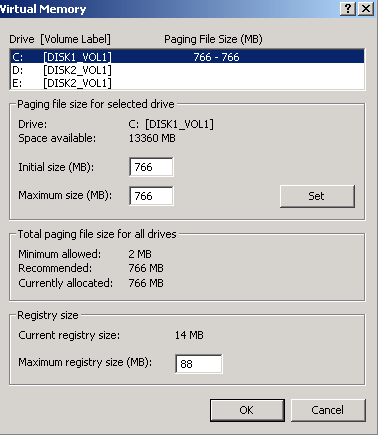 Virtual Memory
Drive [Volume Label] Paging File Size (MB)
C: [DISK1_VOL1] 766 - 766
D: [DISK2_VOL1]
E: [DISK2_VOL1]
Paging file size for selected drive
Drive: C: [DISK1_VOL1]
Space available: 13360 MB
Initial size (MB): 766
Maximum size (MB): 766 Set
Total paging file size for all drives
Minimum allowed: 2 MB
Recommended: 766 MB
Currently allocated: 766 MB
Registry size
Current registry size: 14 MB
Maximum registry size (MB): 88
OK Cancel